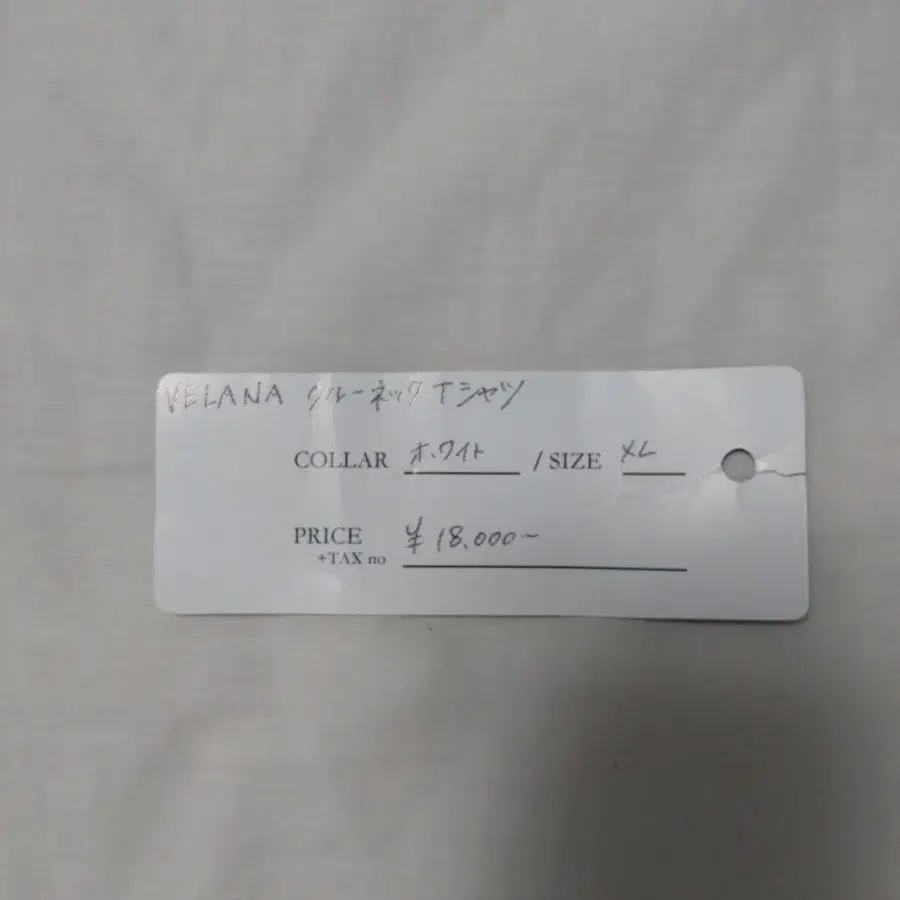 VELANA クルーネックTシャツ
COLLAR ホワイト / SIZE XL
PRICE ¥18.000-
+TAX no